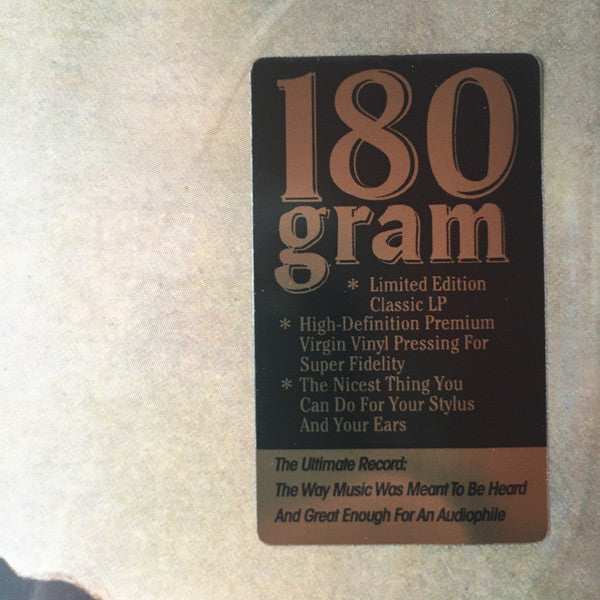 180
gram
* Limited Edition
Classic LP
* High-Definition Premium
Virgin Vinyl Pressing For
Super Fidelity
* The Nicest Thing You
Can Do For Your Stylus
And Your Ears
The Ultimate Record:
The Way Music Was Meant To Be Heard
And Great Enough For An Audiophile